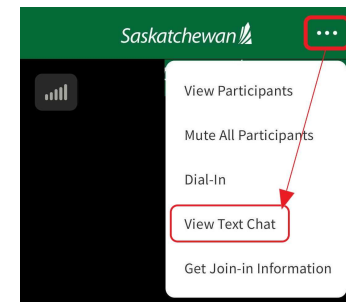 Saskatchewan
View Participants
Mute All Participants
Dial-In
View Text Chat
Get Join-in Information